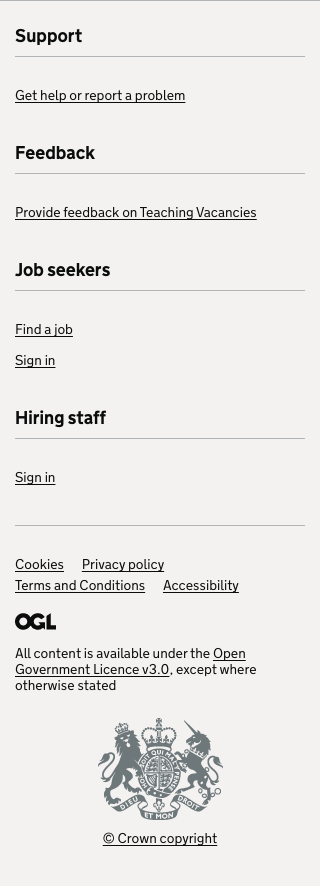 Support
Get help or report a problem
Feedback
Provide feedback on Teaching Vacancies
Job seekers
Find a job
Sign in
Hiring staff
Sign in
Cookies Privacy policy
Terms and Conditions Accessibility
OGL
All content is available under the Open
Government Licence v3.0, except where
otherwise stated
DIEU ET MON DROIT
© Crown copyright